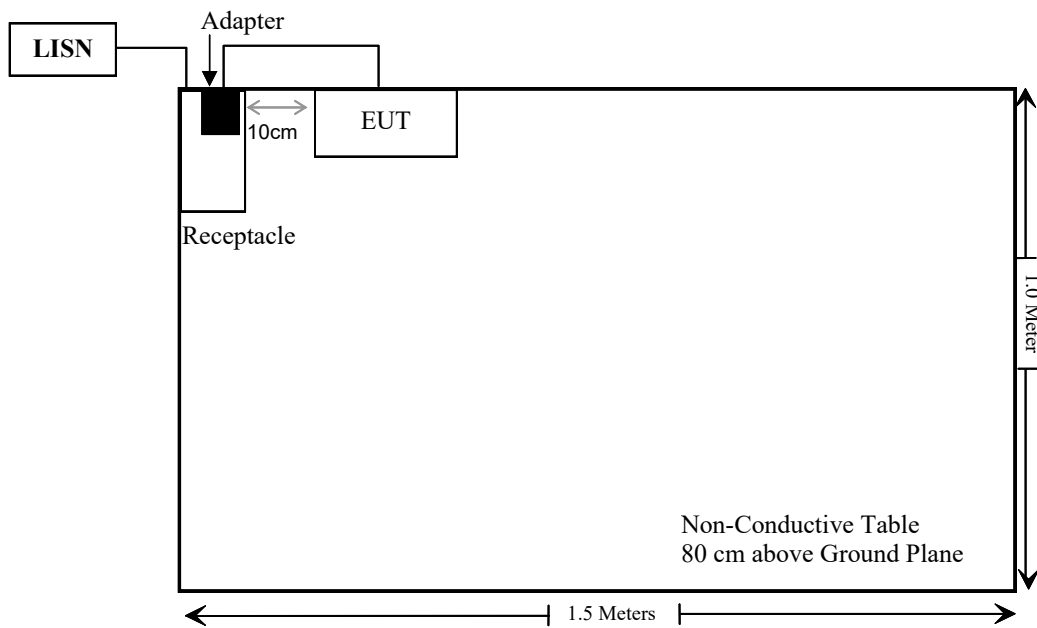 Adapter
LISN
EUT
10cm
Receptacle
1.0 Meter
Non-Conductive Table
80 cm above Ground Plane
1.5 Meters